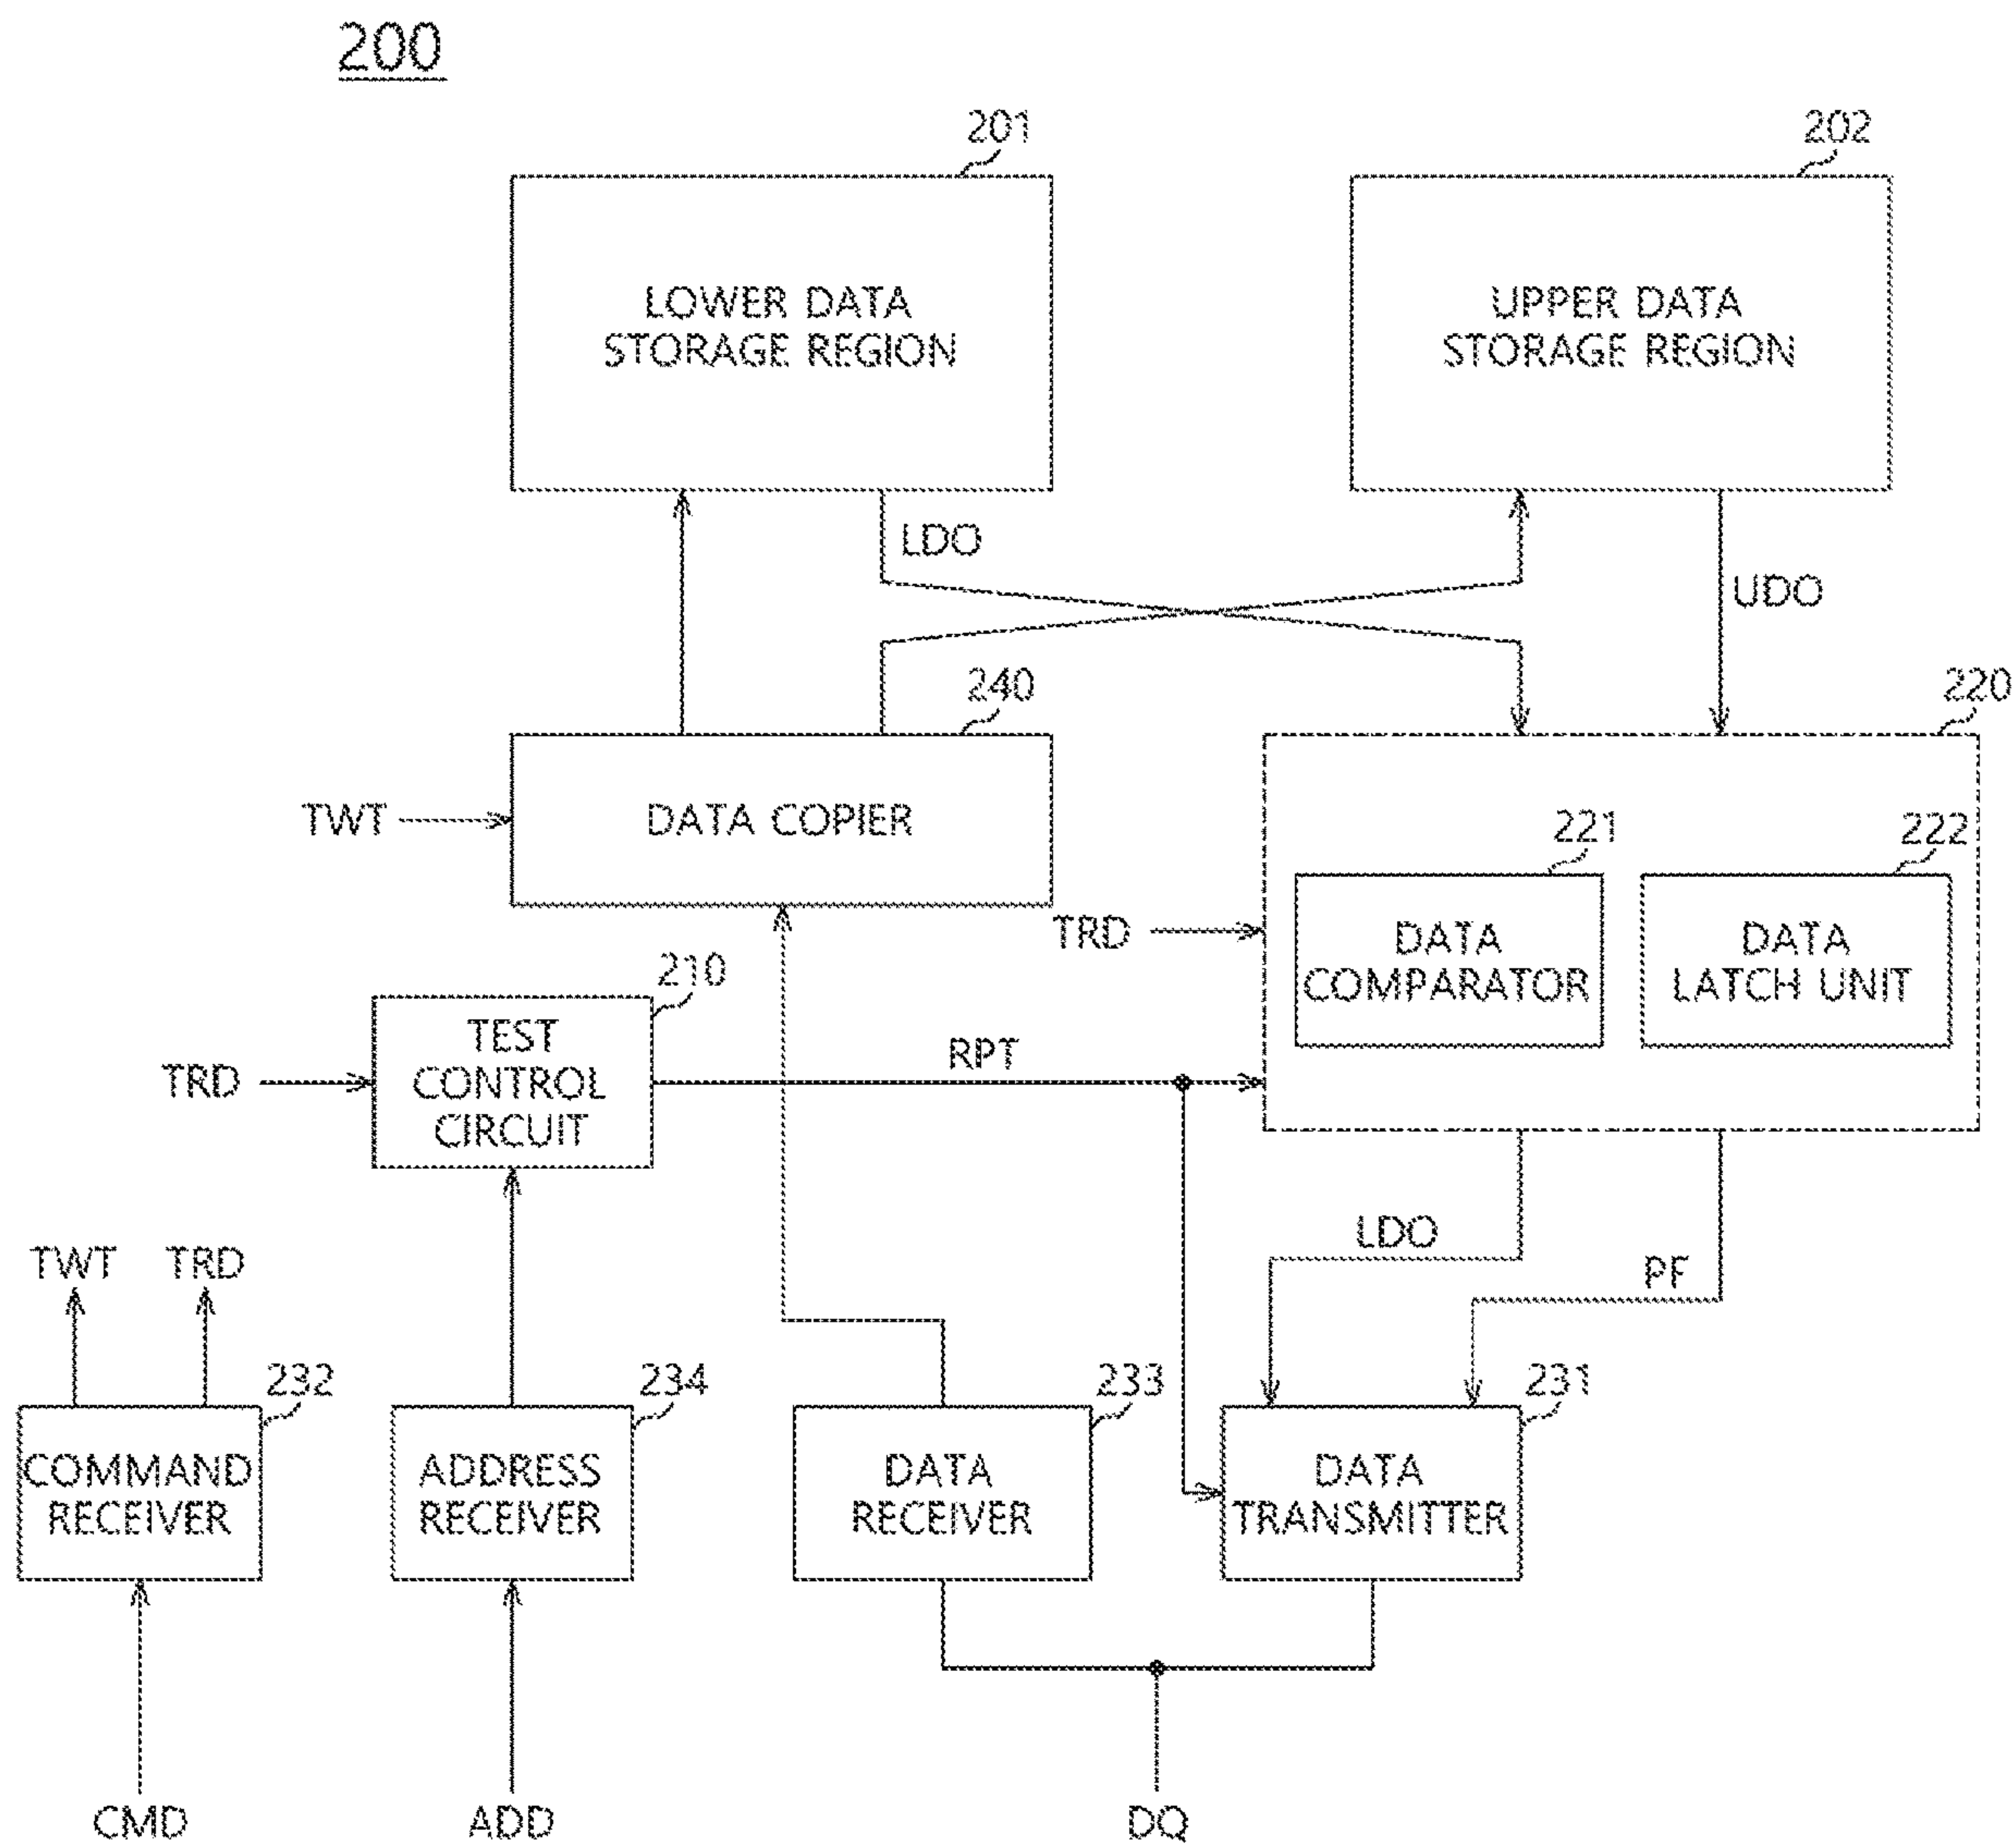 200
201
202
LOWER DATA
STORAGE REGION
UPPER DATA
STORAGE REGION
LDO
UDO
240
220
DATA COPIER
TWT
221
222
DATA
COMPARATOR
DATA
LATCH UNIT
TRD
210
TEST
CONTROL
CIRCUIT
TRD
RPT
LDO
PF
TWT
TRD
232
234
233
231
COMMAND
RECEIVER
ADDRESS
RECEIVER
DATA
RECEIVER
DATA
TRANSMITTER
CMD
ADD
DQ